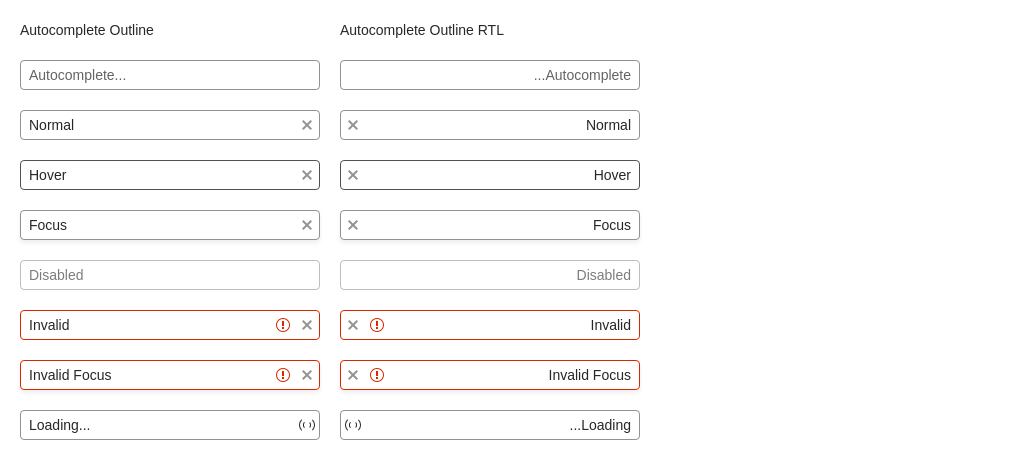 Autocomplete Outline
Autocomplete...
Normal
Hover
Focus
Disabled
Invalid
Invalid Focus
Loading...
Autocomplete Outline RTL
...Autocomplete
Normal
Hover
Focus
Disabled
Invalid
Invalid Focus
...Loading